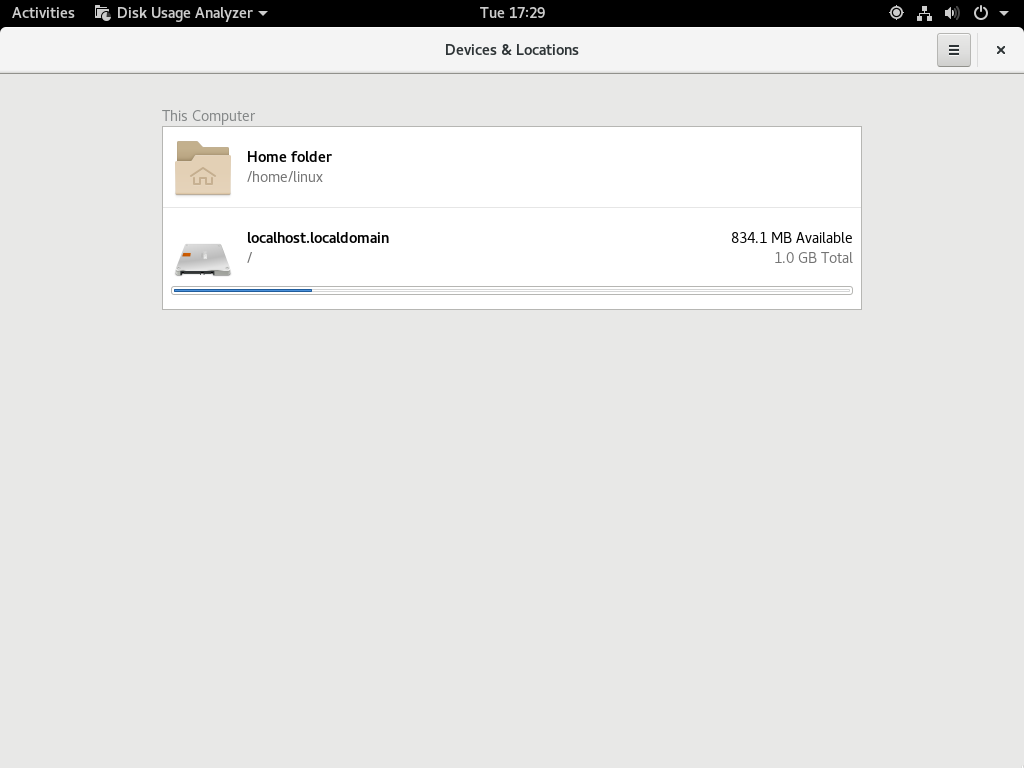 Activities Disk Usage Analyzer Tue 17:29
Devices & Locations
This Computer
Home folder
/home/linux
localhost.localdomain 834.1 MB Available
/ 1.0 GB Total